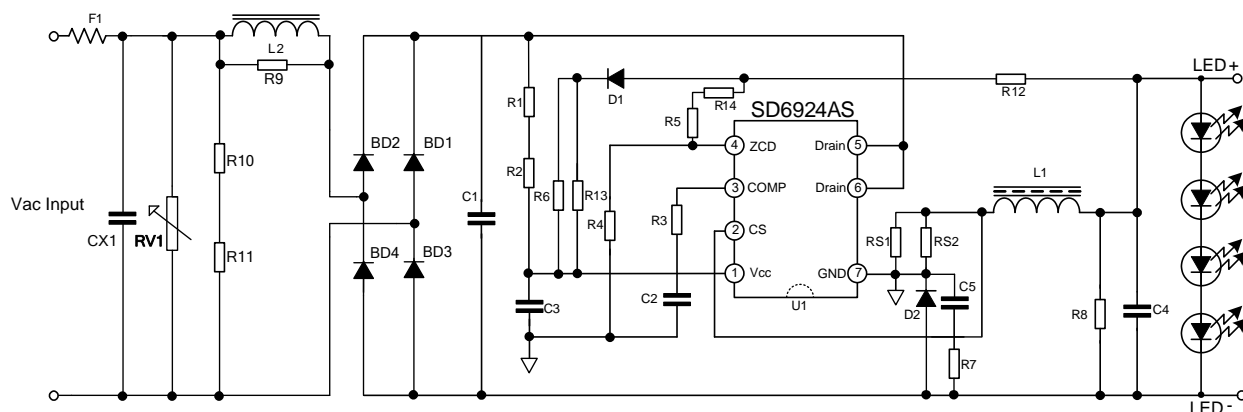 F1
L2
R9
R10
R11
Vac Input
CX1
RV1
BD2
BD1
BD4
BD3
C1
R1
R2
C3
R6
R13
R4
D1
R5
R14
R3
C2
SD6924AS
4 ZCD
3 COMP
2 CS
1 Vcc
Drain 5
Drain 6
GND 7
U1
R12
RS1
RS2
D2
C5
R7
L1
R8
C4
LED+
LED-